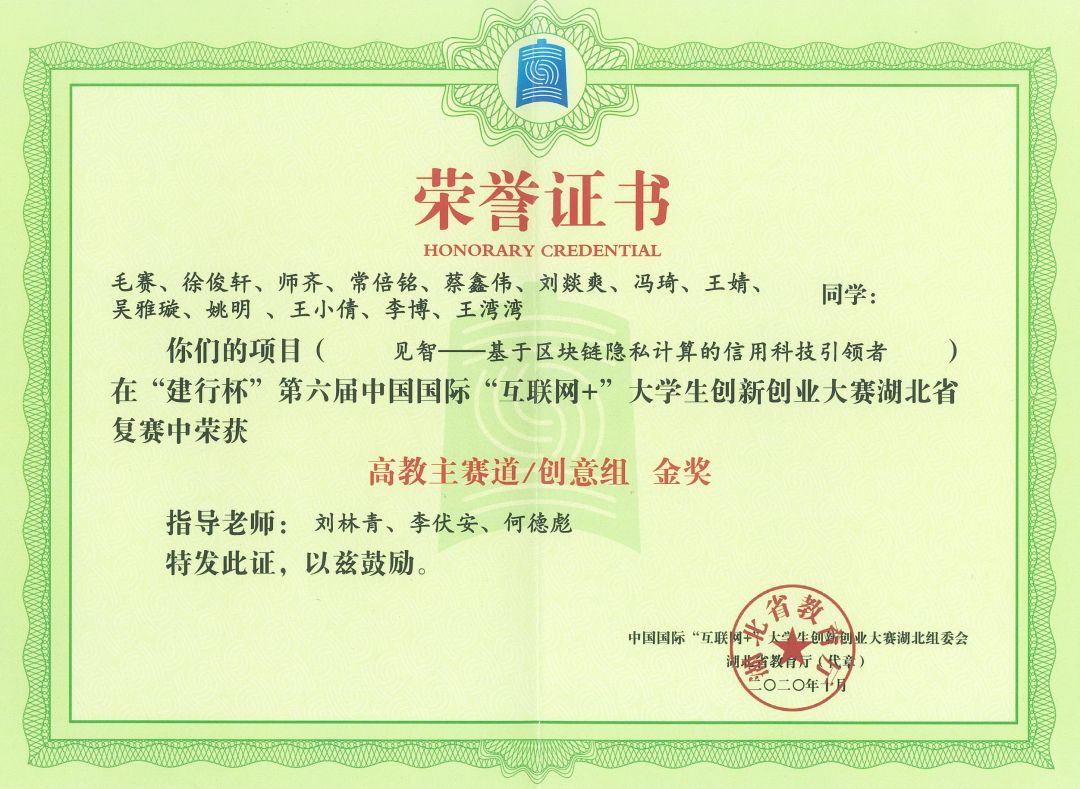 荣誉证书
HONORARY CREDENTIAL
毛赛、徐俊轩、师齐、常倍铭、蔡鑫伟、刘燚爽、冯琦、王婧、
吴雅璇、姚明 、王小倩、李博、王湾湾
同学：
你们的项目（ 见智——基于区块链隐私计算的信用科技引领者 ）
在“建行杯”第六届中国国际“互联网+”大学生创新创业大赛湖北省
复赛中荣获
高教主赛道/创意组 金奖
指导老师： 刘林青、李伏安、何德彪
特发此证，以兹鼓励。
中国国际“互联网+”大学生创新创业大赛湖北组委会
湖北省教育厅（代章）
二〇二〇年十月
湖北省教育厅